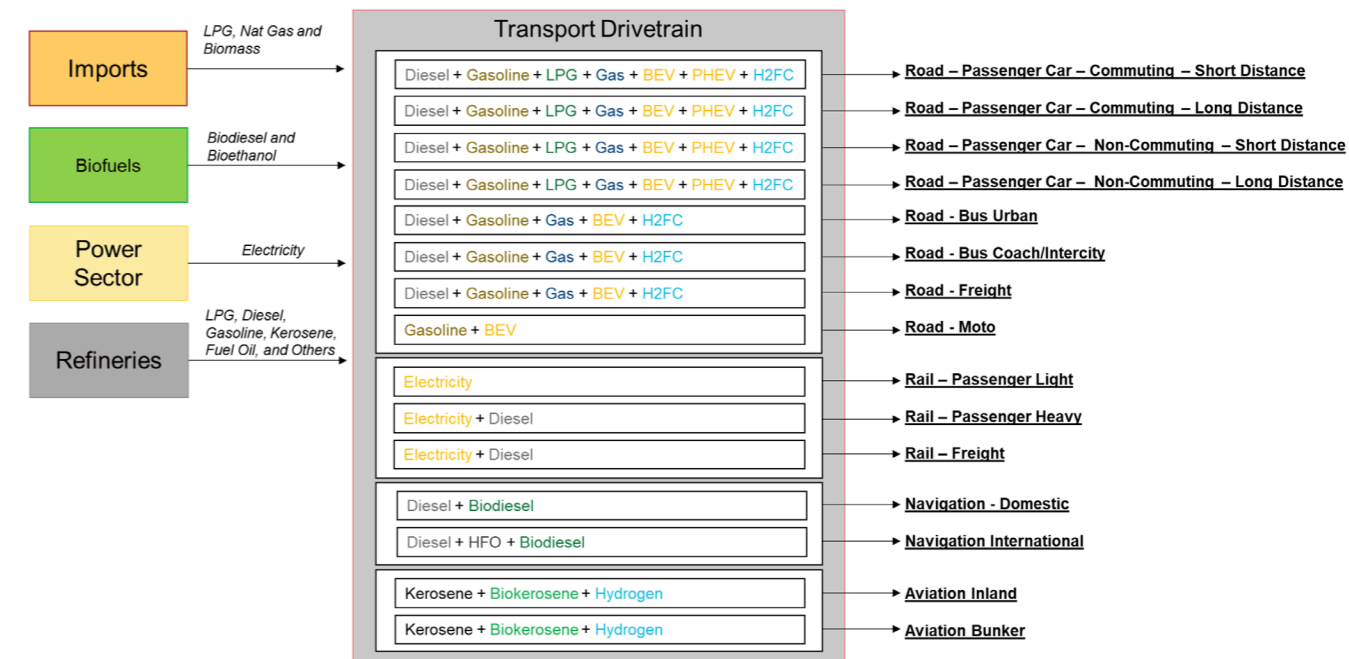 Transport Drivetrain
Imports
LPG, Nat Gas and
Biomass
Biofuels
Biodiesel and
Bioethanol
Power
Sector
Electricity
Refineries
LPG, Diesel,
Gasoline, Kerosene,
Fuel Oil, and Others
Diesel + Gasoline + LPG + Gas + BEV + PHEV + H2FC
Road – Passenger Car – Commuting – Short Distance
Diesel + Gasoline + LPG + Gas + BEV + PHEV + H2FC
Road – Passenger Car – Commuting – Long Distance
Diesel + Gasoline + LPG + Gas + BEV + PHEV + H2FC
Road – Passenger Car – Non-Commuting – Short Distance
Diesel + Gasoline + LPG + Gas + BEV + PHEV + H2FC
Road – Passenger Car – Non-Commuting – Long Distance
Diesel + Gasoline + Gas + BEV + H2FC
Road - Bus Urban
Diesel + Gasoline + Gas + BEV + H2FC
Road - Bus Coach/Intercity
Diesel + Gasoline + Gas + BEV + H2FC
Road - Freight
Gasoline + BEV
Road - Moto
Electricity
Rail – Passenger Light
Electricity + Diesel
Rail – Passenger Heavy
Electricity + Diesel
Rail – Freight
Diesel + Biodiesel
Navigation - Domestic
Diesel + HFO + Biodiesel
Navigation International
Kerosene + Biokerosene + Hydrogen
Aviation Inland
Kerosene + Biokerosene + Hydrogen
Aviation Bunker